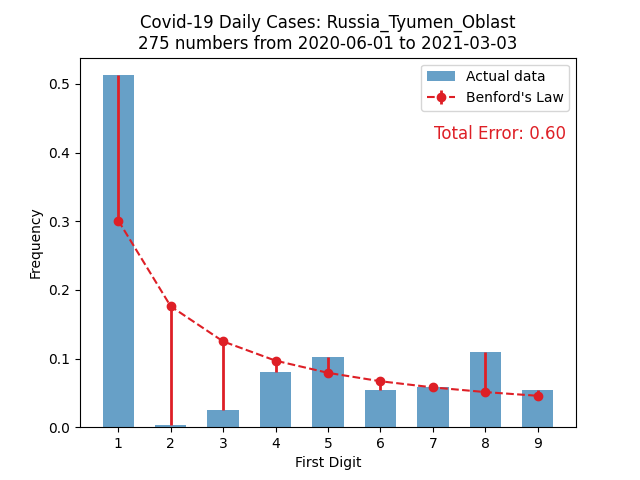 Covid-19 Daily Cases: Russia_Tyumen_Oblast
275 numbers from 2020-06-01 to 2021-03-03
Actual data
Benford's Law
Total Error: 0.60
Frequency
0.5
0.4
0.3
0.2
0.1
0.0
1 2 3 4 5 6 7 8 9
First Digit